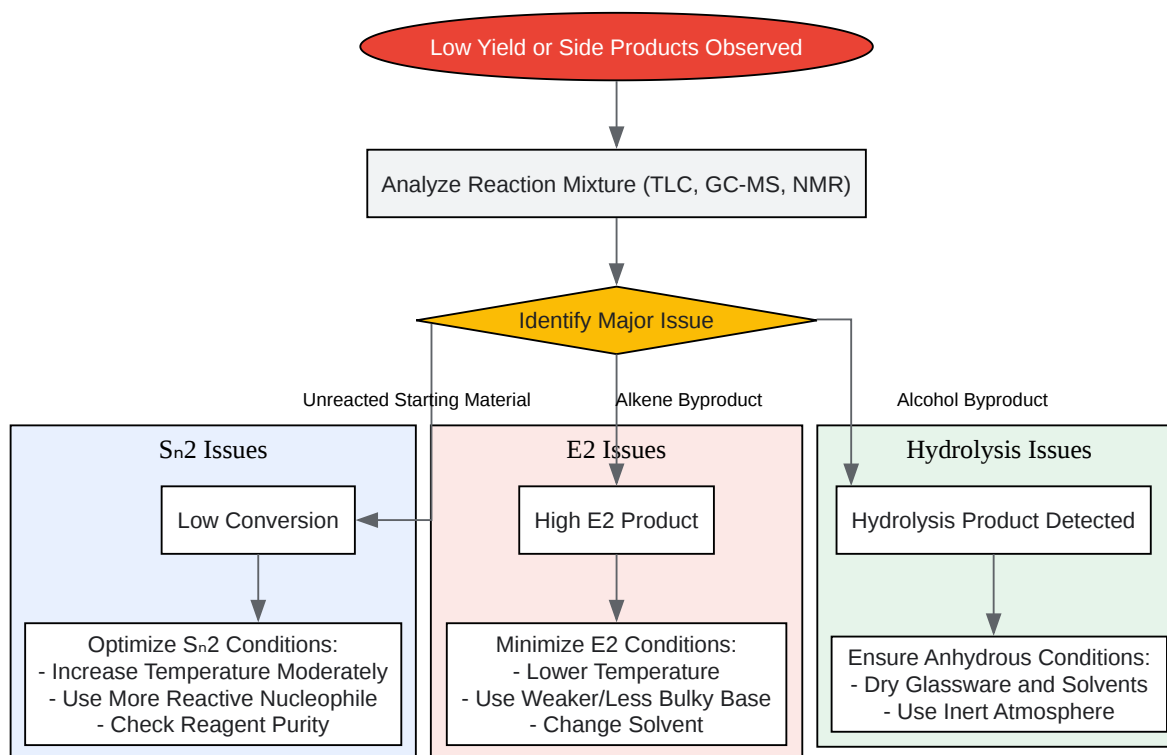 Low Yield or Side Products Observed
Analyze Reaction Mixture (TLC, GC-MS, NMR)
Identify Major Issue
Unreacted Starting Material
Alkene Byproduct
Alcohol Byproduct
Sₙ2 Issues
E2 Issues
Hydrolysis Issues
Low Conversion
High E2 Product
Hydrolysis Product Detected
Optimize Sₙ2 Conditions:
- Increase Temperature Moderately
- Use More Reactive Nucleophile
- Check Reagent Purity
Minimize E2 Conditions:
- Lower Temperature
- Use Weaker/Less Bulky Base
- Change Solvent
Ensure Anhydrous Conditions:
- Dry Glassware and Solvents
- Use Inert Atmosphere